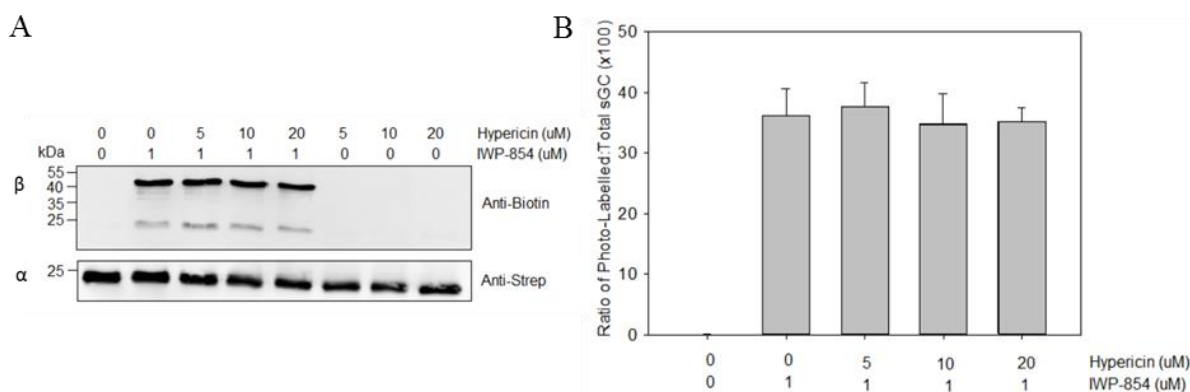 A
0 0 5 10 20 5 10 20 Hypericin (uM)
0 1 1 1 1 0 0 0 IWP-854 (uM)
kDa
55
β 40
35
25
Anti-Biotin
α 25
Anti-Strep
B
Ratio of Photo-Labelled:Total sGC (x100)
50
40
30
20
10
0
0 0 5 10 20 Hypericin (uM)
0 1 1 1 1 IWP-854 (uM)